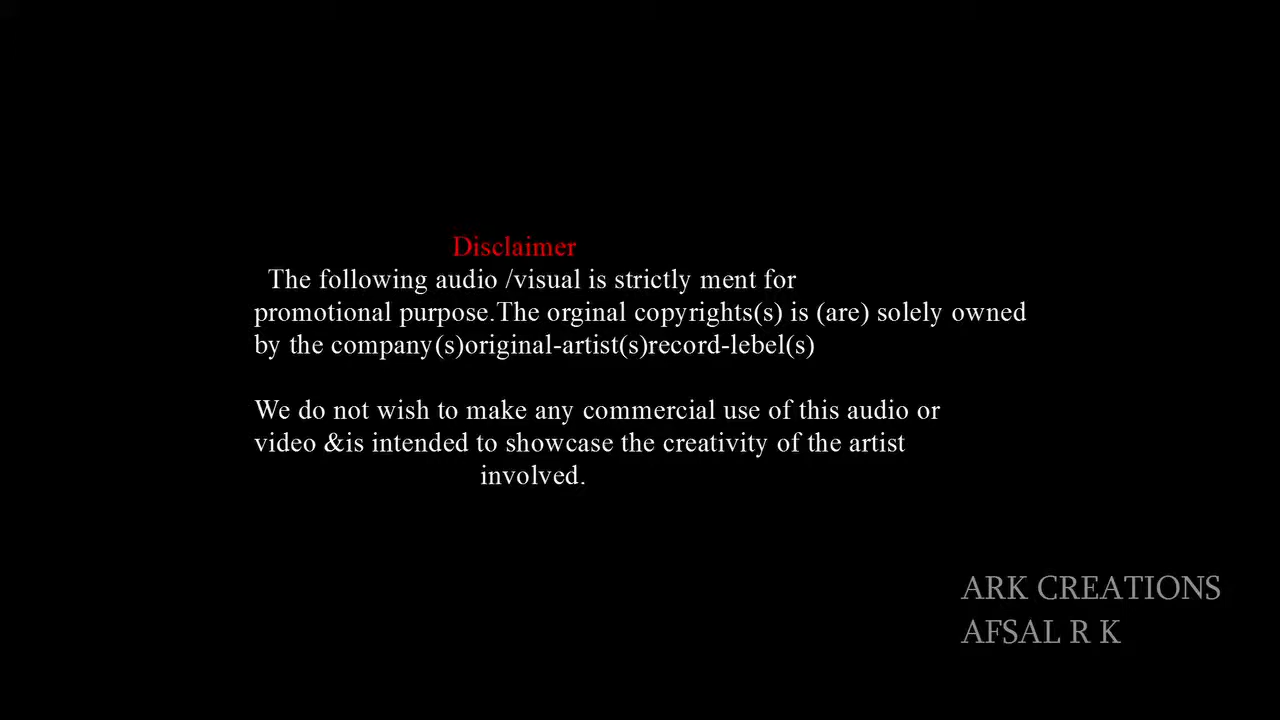 Disclaimer
The following audio /visual is strictly ment for
promotional purpose.The orginal copyrights(s) is (are) solely owned
by the company(s)original-artist(s)record-lebel(s)
We do not wish to make any commercial use of this audio or
video &is intended to showcase the creativity of the artist
involved.
ARK CREATIONS
AFSAL R K